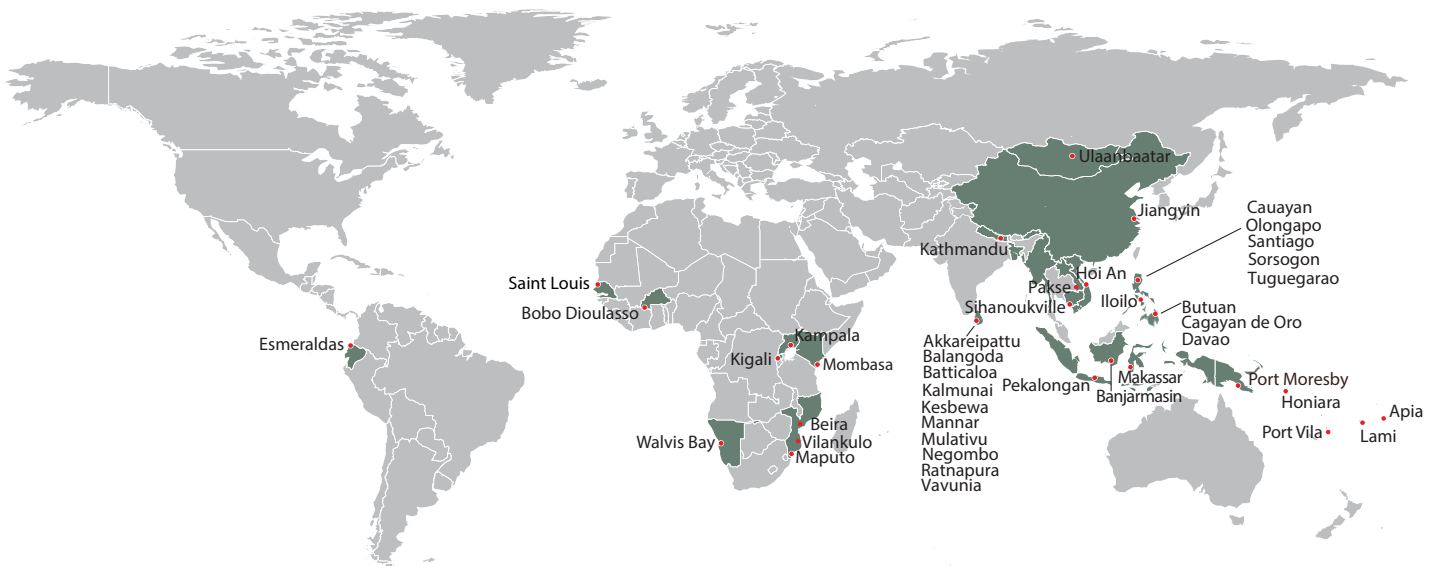 Ulaanbaatar
Jiangyin
Kathmandu
Cauayan
Olongapo
Santiago
Sorsogon
Tuguegarao
Hoi An
Pakse
Sihanoukville
Iloilo
Saint Louis
Bobo Dioulasso
Butuan
Cagayan de Oro
Davao
Esmeraldas
Kampala
Kigali
Mombasa
Akkareipattu
Balangoda
Batticaloa
Kalmunai
Kesbewa
Mannar
Mulativu
Negombo
Ratnapura
Vavunia
Pekalongan
Makassar
Banjarmasin
Port Moresby
Honiara
Apia
Port Vila
Lami
Walvis Bay
Beira
Vilankulo
Maputo